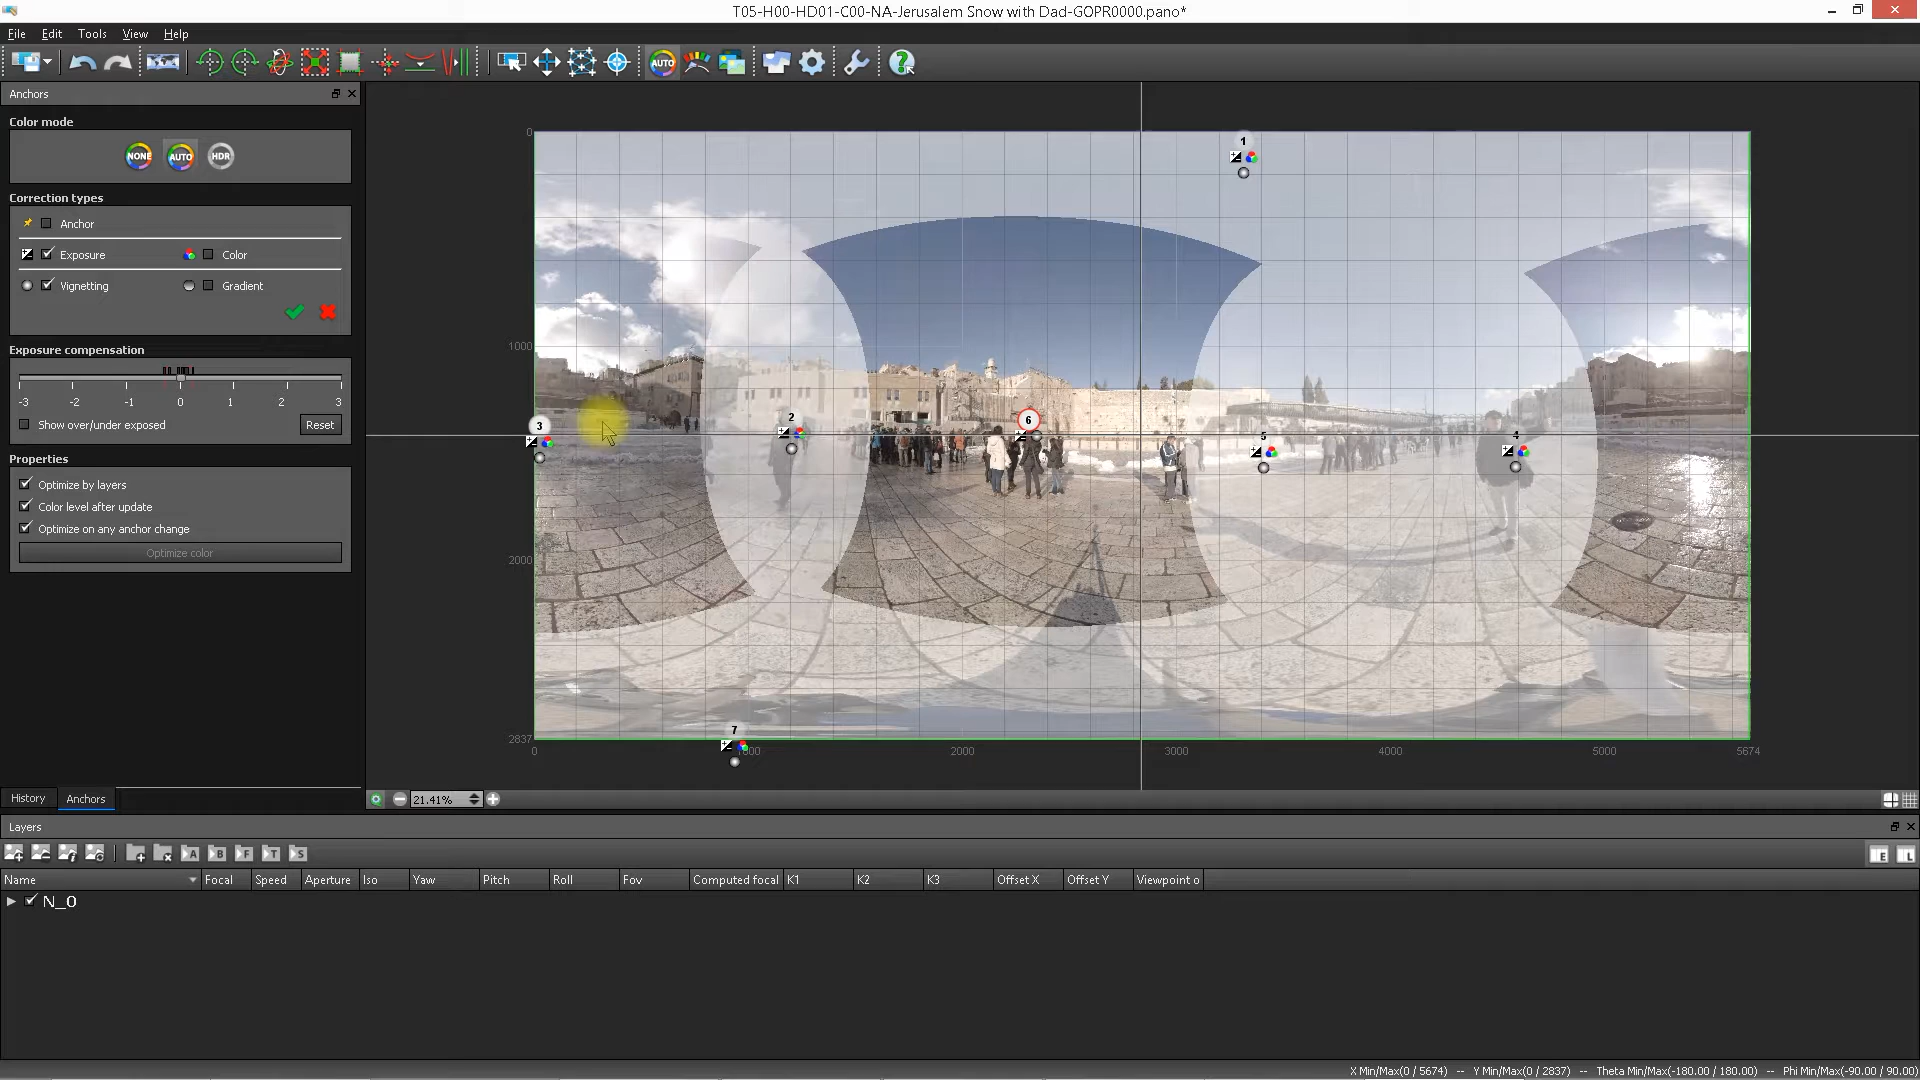 T05-H00-HD01-C00-NA-Jerusalem Snow with Dad-GOPR0000.pano*
File Edit Tools View Help
AUTO
Anchors
Color mode
NONE AUTO HDR
Correction types
Anchor
Exposure Color
Vignetting Gradient
Exposure compensation
-3 -2 -1 0 1 2 3
Show over/under exposed Reset
Properties
Optimize by layers
Color level after update
Optimize on any anchor change
Optimize color
0
1000
2000
2837
1
2
3
6
5
4
7
0 1000 2000 3000 4000 5000 5674
History Anchors
21.41%
Layers
A B F T S
E L
Name Focal Speed Aperture Iso Yaw Pitch Roll Fov Computed focal K1 K2 K3 Offset X Offset Y Viewpoint o
N_0
X Min/Max(0 / 5674) -- Y Min/Max(0 / 2837) -- Theta Min/Max(-180.00 / 180.00) -- Phi Min/Max(-90.00 / 90.00)